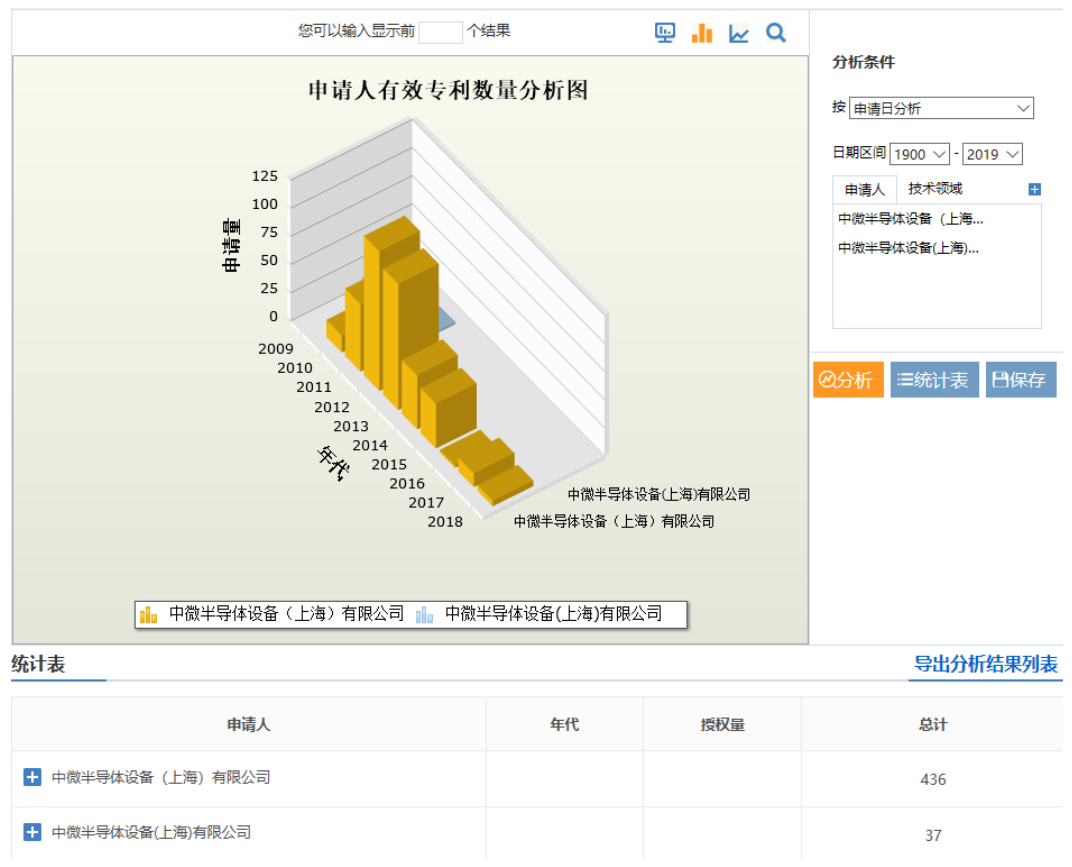 您可以输入显示前 个结果
分析条件
按 申请日分析
日期区间 1900 - 2019
申请人 技术领域
中微半导体设备（上海...
中微半导体设备(上海)...
分析 统计表 保存
申请人有效专利数量分析图
申请量
125
100
75
50
25
0
2009
2010
2011
2012
2013
2014
2015
2016
2017
2018
年代
中微半导体设备(上海)有限公司
中微半导体设备（上海）有限公司
中微半导体设备（上海）有限公司 中微半导体设备(上海)有限公司
统计表 导出分析结果列表
申请人 年代 授权量 总计
中微半导体设备（上海）有限公司 436
中微半导体设备(上海)有限公司 37